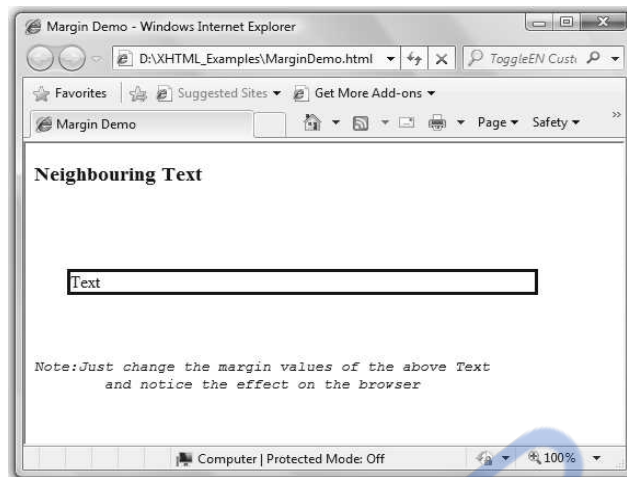 Margin Demo - Windows Internet Explorer
D:\XHTML_Examples\MarginDemo.html
ToggleEN Custo
Favorites Suggested Sites Get More Add-ons
Margin Demo Page Safety »
Neighbouring Text
Text
Note:Just change the margin values of the above Text
and notice the effect on the browser
Computer | Protected Mode: Off 100%